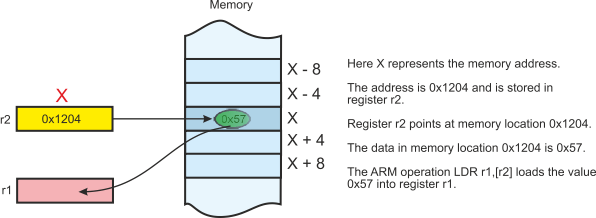 Memory
X - 8
X
X - 4
r2
0x1204
0x57
X
X + 4
X + 8
r1
Here X represents the memory address.
The address is 0x1204 and is stored in
register r2.
Register r2 points at memory location 0x1204.
The data in memory location 0x1204 is 0x57.
The ARM operation LDR r1,[r2] loads the value
0x57 into register r1.